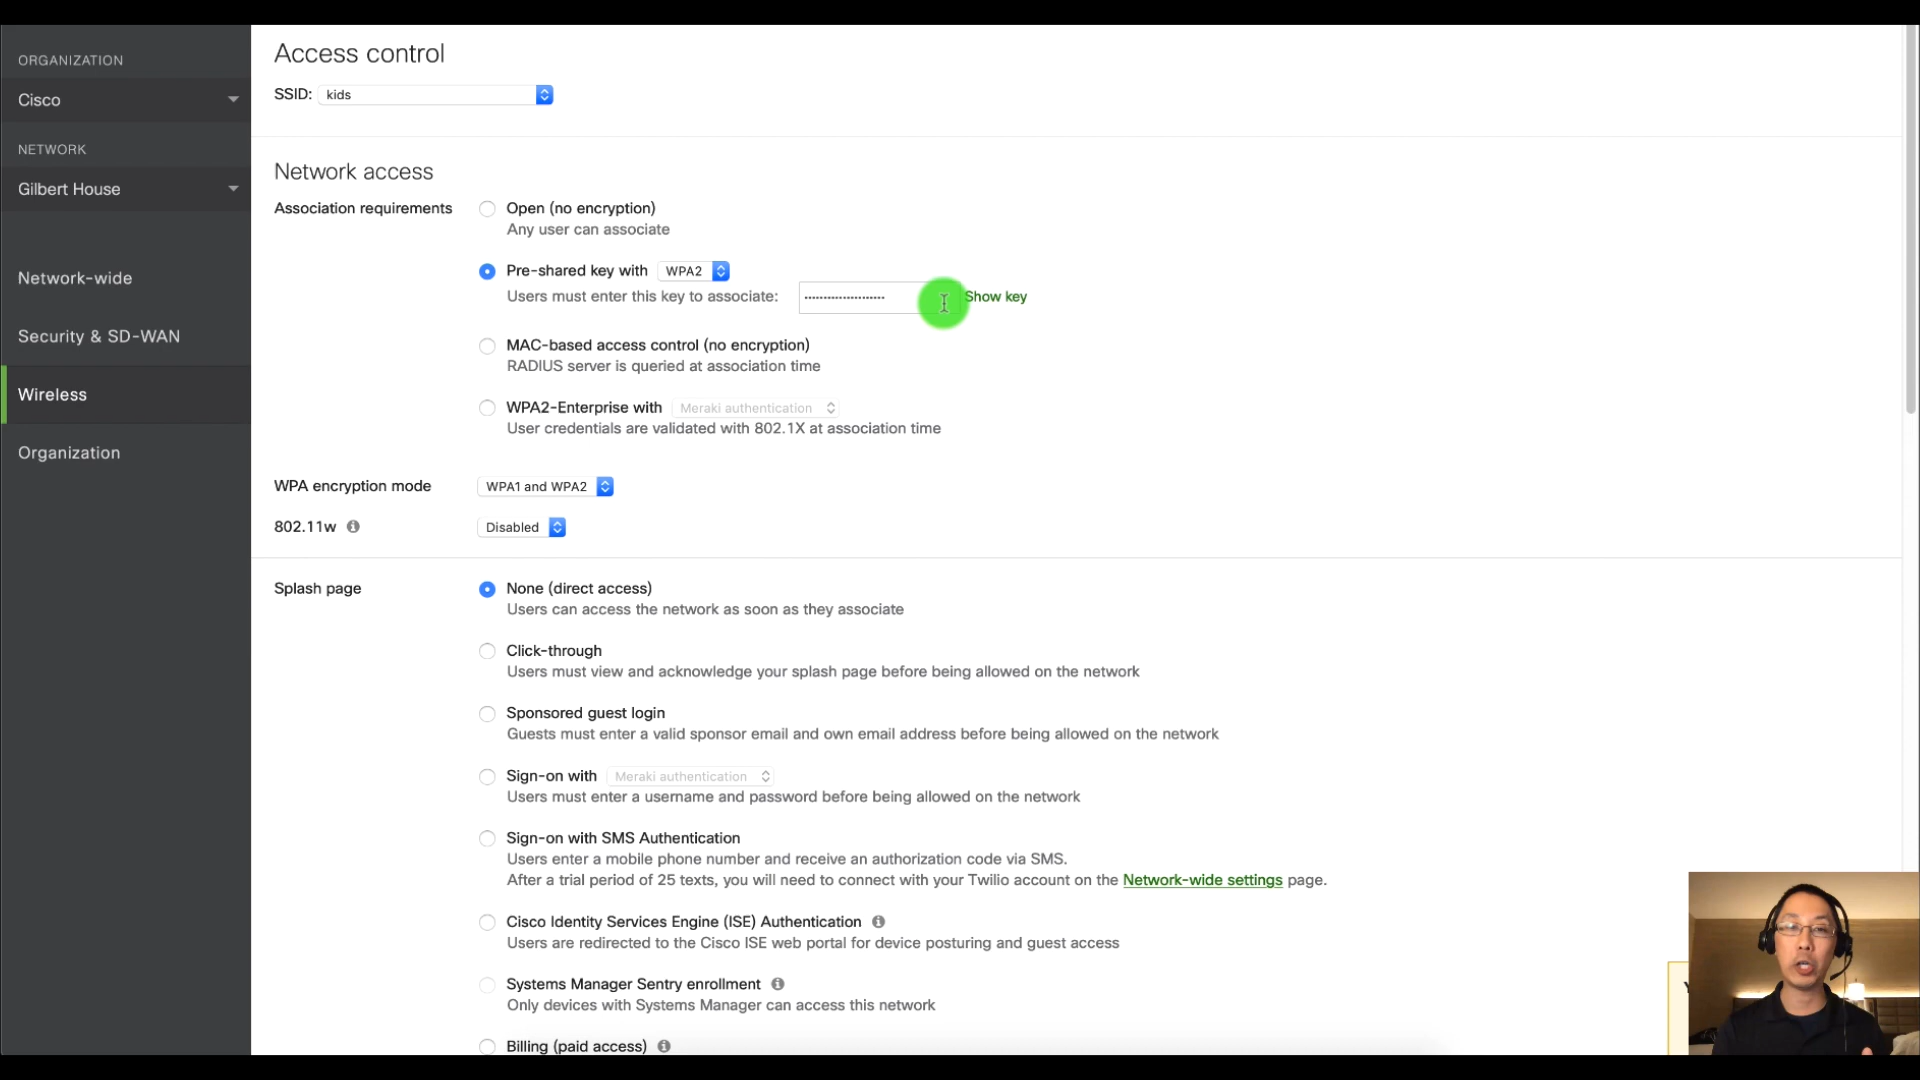 Access control
ORGANIZATION
SSID: kids
Cisco
NETWORK
Network access
Gilbert House
Association requirements
Open (no encryption)
Any user can associate
Network-wide
Pre-shared key with WPA2
Users must enter this key to associate: ••••••••••••••••••••• Show key
Security & SD-WAN
MAC-based access control (no encryption)
RADIUS server is queried at association time
Wireless
WPA2-Enterprise with Meraki authentication
User credentials are validated with 802.1X at association time
Organization
WPA encryption mode WPA1 and WPA2
802.11w i Disabled
Splash page
None (direct access)
Users can access the network as soon as they associate
Click-through
Users must view and acknowledge your splash page before being allowed on the network
Sponsored guest login
Guests must enter a valid sponsor email and own email address before being allowed on the network
Sign-on with Meraki authentication
Users must enter a username and password before being allowed on the network
Sign-on with SMS Authentication
Users enter a mobile phone number and receive an authorization code via SMS.
After a trial period of 25 texts, you will need to connect with your Twilio account on the Network-wide settings page.
Cisco Identity Services Engine (ISE) Authentication i
Users are redirected to the Cisco ISE web portal for device posturing and guest access
Systems Manager Sentry enrollment i
Only devices with Systems Manager can access this network
Billing (paid access) i